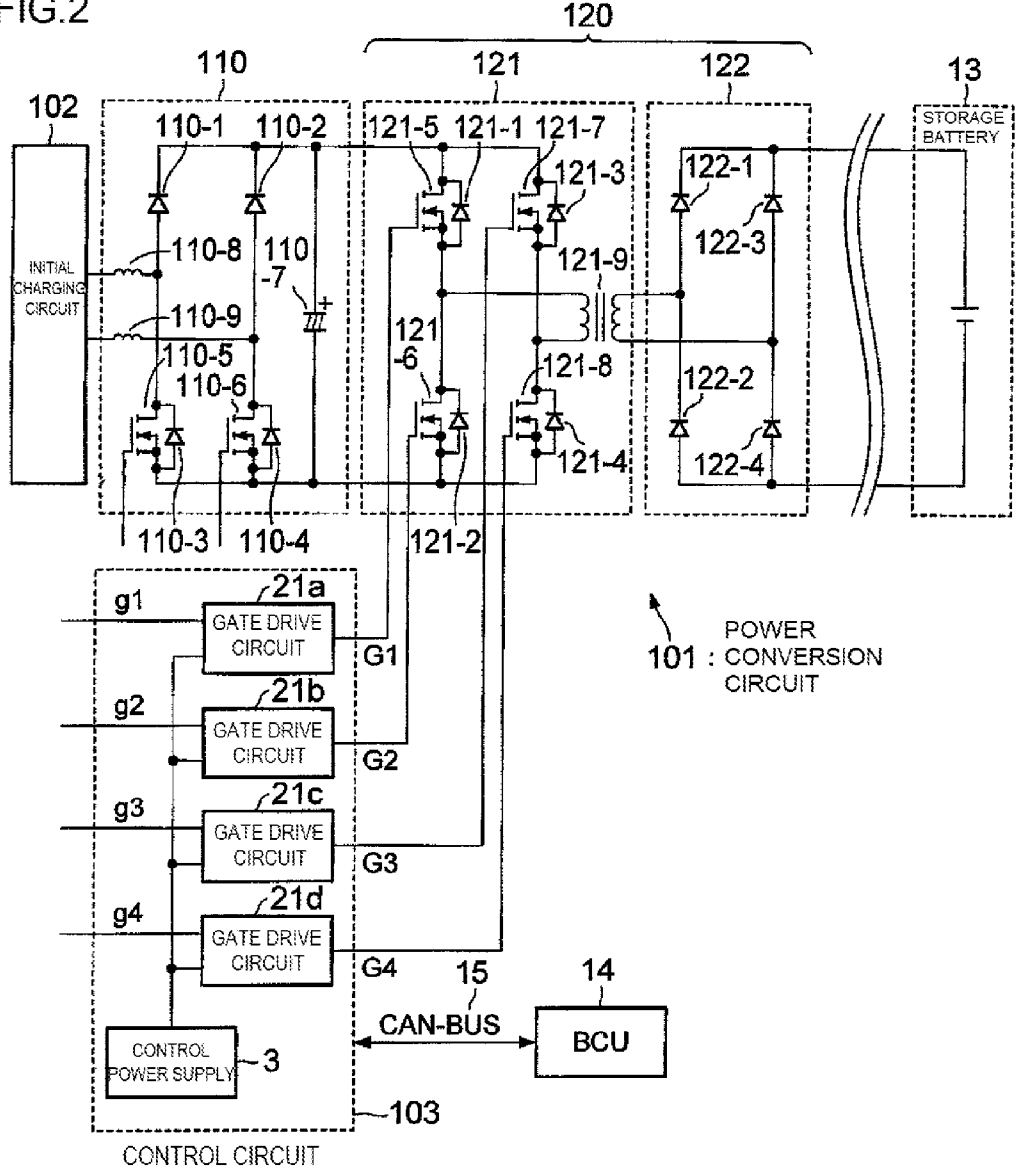 FIG.2
120
110
121
122
13
102
110-1
110-2
121-5
121-1
121-7
STORAGE
BATTERY
121-3
122-1
110-8
110
-7
122-3
121-9
INITIAL
CHARGING
CIRCUIT
110-9
121
-6
110-5
110-6
121-8
122-2
121-4
122-4
110-3
110-4
121-2
21a
g1
GATE DRIVE
CIRCUIT
G1
101 : POWER
CONVERSION
CIRCUIT
21b
g2
GATE DRIVE
CIRCUIT
G2
21c
g3
GATE DRIVE
CIRCUIT
G3
21d
g4
GATE DRIVE
CIRCUIT
G4
15
14
CAN-BUS
BCU
CONTROL
POWER SUPPLY
3
103
CONTROL CIRCUIT